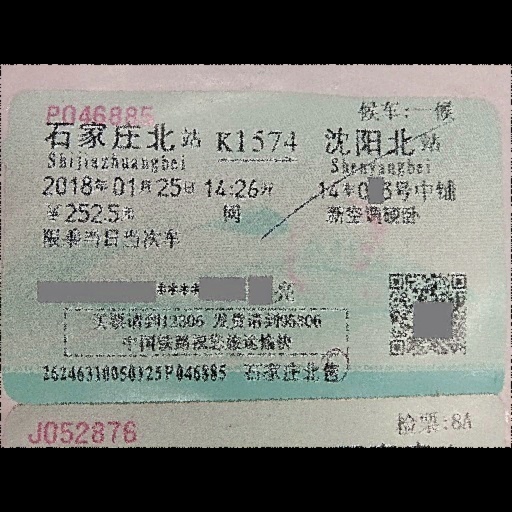 P046885 候车:一候
石家庄北站 K1574 沈阳北站
Shijiazhuangbei Shenyangbei
2018年01月25日 14:26开 14车0 3号中铺
￥252.5元 网 新空调硬卧
限乘当日当次车
****
买票请到12306 发货请到95306
中国铁路祝您旅途愉快
26246310050125P046885 石家庄北售
J052876 检票:8A